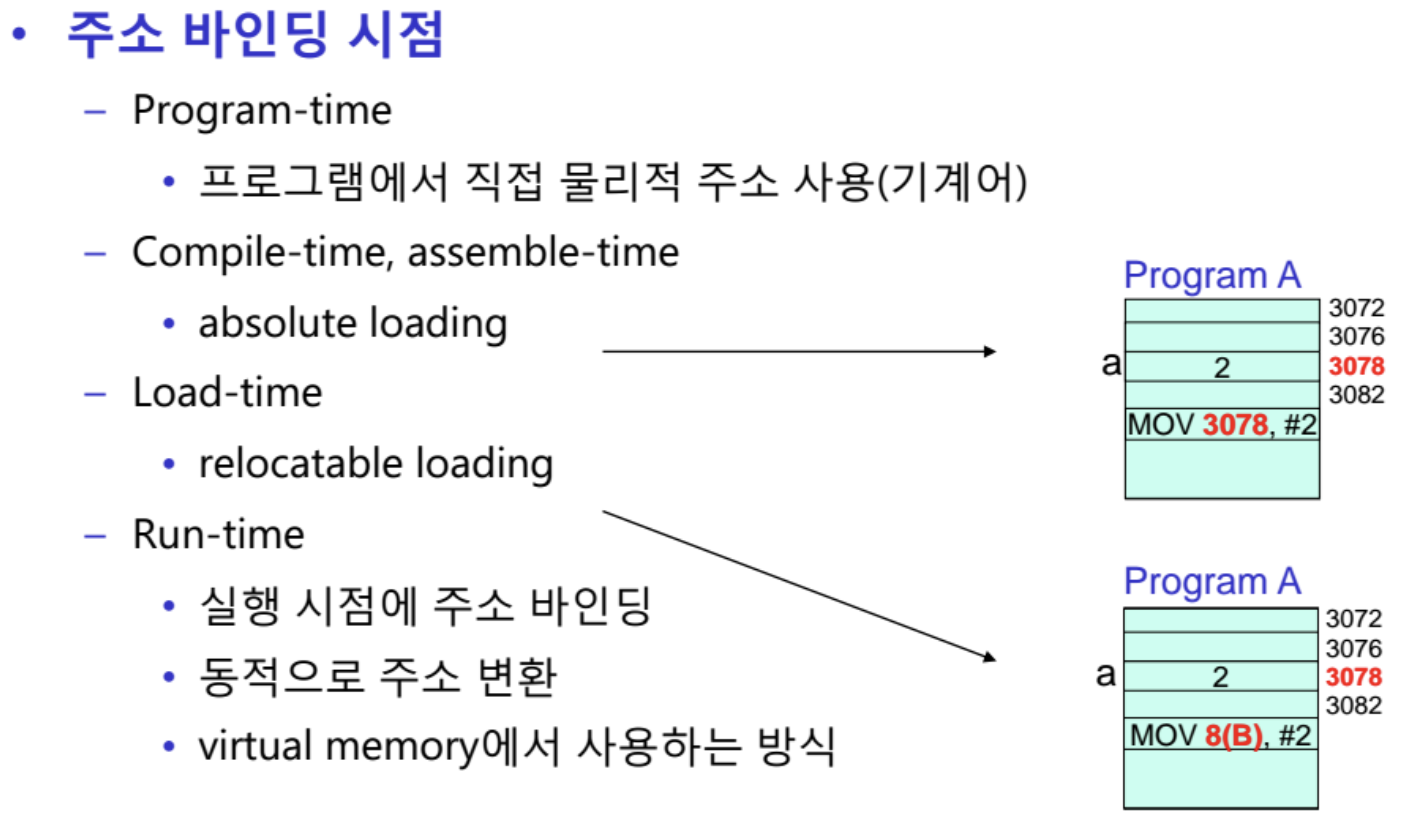 • 주소 바인딩 시점
– Program-time
• 프로그램에서 직접 물리적 주소 사용(기계어)
– Compile-time, assemble-time
• absolute loading
– Load-time
• relocatable loading
– Run-time
• 실행 시점에 주소 바인딩
• 동적으로 주소 변환
• virtual memory에서 사용하는 방식
Program A
3072
3076
a 2 3078
3082
MOV 3078, #2
Program A
3072
3076
a 2 3078
3082
MOV 8(B), #2